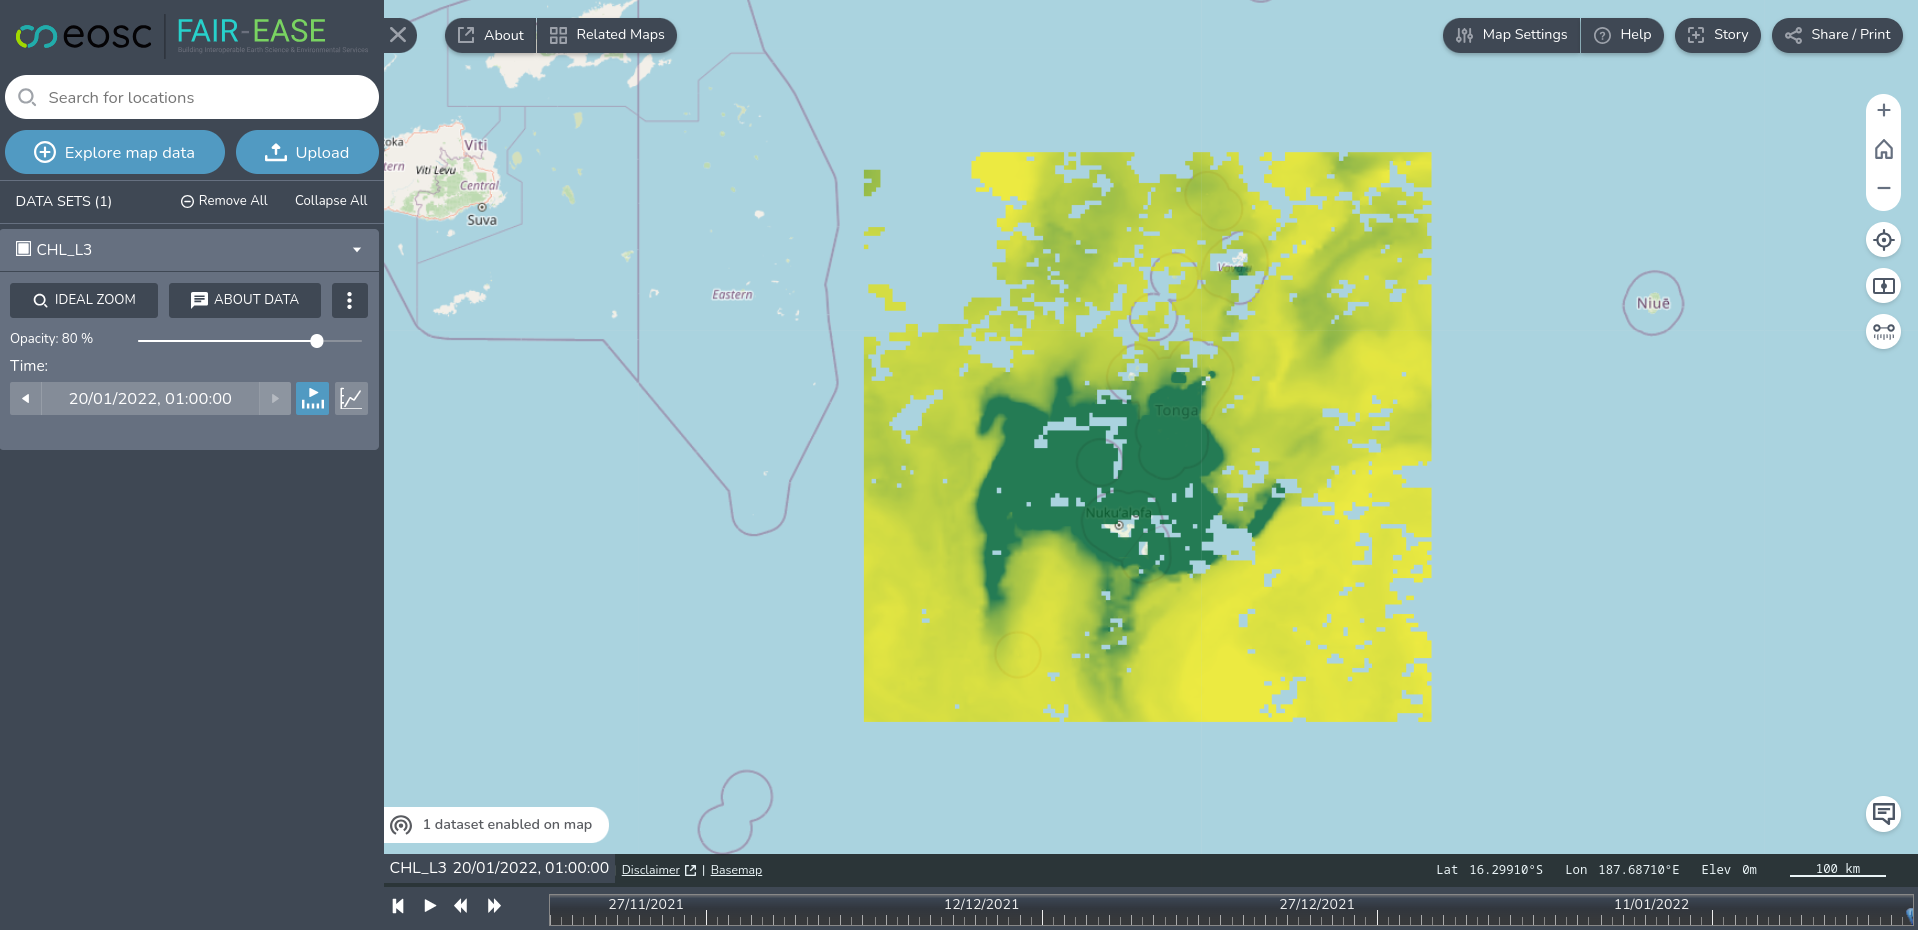 eosc
FAIR-EASE
Building Interoperable Earth Science & Environmental Services
Search for locations
Explore map data
Upload
DATA SETS (1)
Remove All
Collapse All
CHL_L3
IDEAL ZOOM
ABOUT DATA
Opacity: 80 %
Time:
20/01/2022, 01:00:00
About
Related Maps
Map Settings
Help
Story
Share / Print
Viti
Viti Levu
Central
Suva
Eastern
Tonga
Nuku'alofa
Niuē
1 dataset enabled on map
CHL_L3 20/01/2022, 01:00:00
Disclaimer | Basemap
Lat 16.29910°S Lon 187.68710°E Elev 0m
100 km
27/11/2021
12/12/2021
27/12/2021
11/01/2022